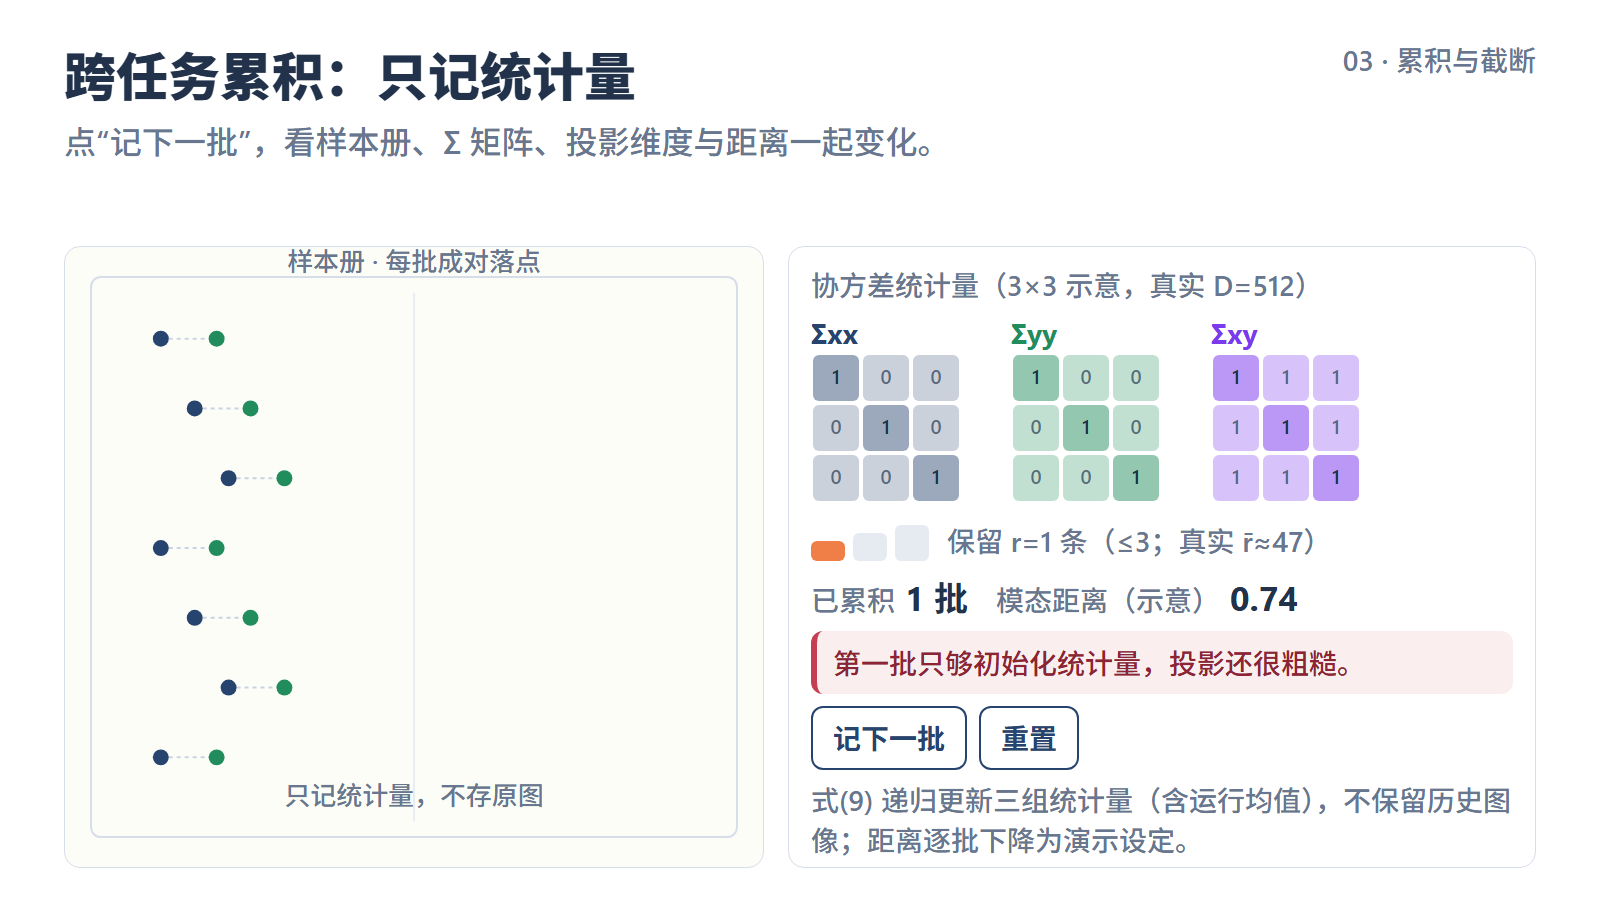 跨任务累积：只记统计量
03 · 累积与截断
点“记下一批”，看样本册、Σ 矩阵、投影维度与距离一起变化。
样本册 · 每批成对落点
只记统计量，不存原图
协方差统计量（3×3 示意，真实 D=512）
Σxx Σyy Σxy
1 0 0 1 0 0 1 1 1
0 1 0 0 1 0 1 1 1
0 0 1 0 0 1 1 1 1
保留 r=1 条（≤3；真实 r̄≈47）
已累积 1 批 模态距离（示意） 0.74
第一批只够初始化统计量，投影还很粗糙。
记下一批 重置
式(9) 递归更新三组统计量（含运行均值），不保留历史图
像；距离逐批下降为演示设定。